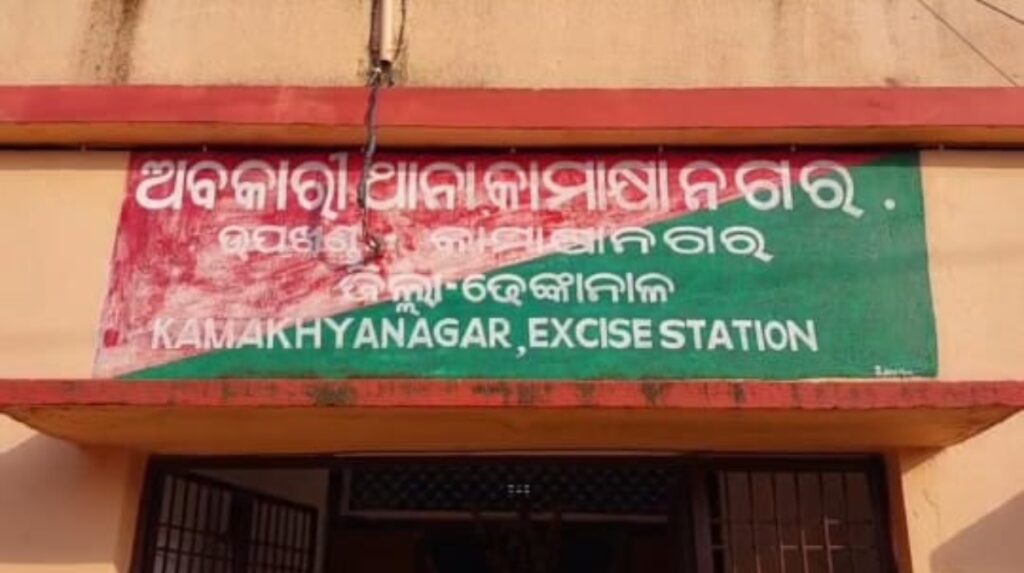 ଅବକାରୀ ଥାନା କାମାକ୍ଷାନଗର .
ଉପଖଣ୍ଡ - କାମାକ୍ଷାନଗର
ଜିଲ୍ଲା-ଢେଙ୍କାନାଳ
KAMAKHYANAGAR, EXCISE STATION